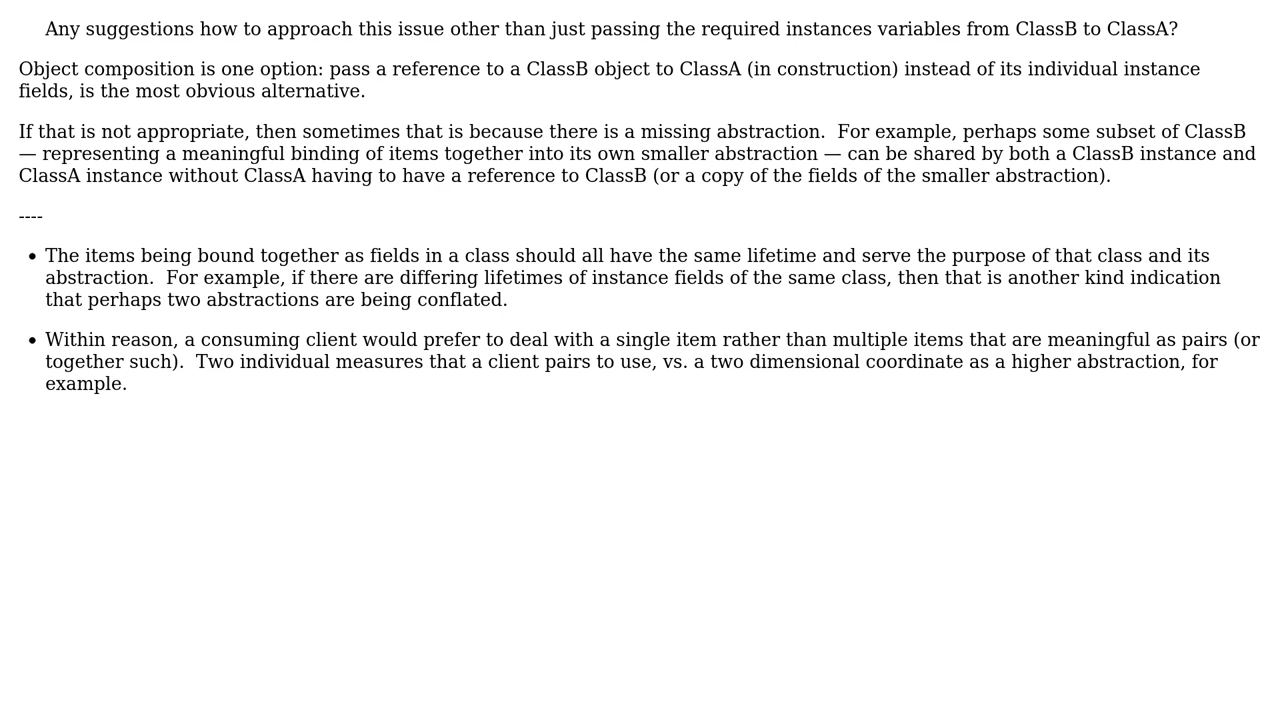 Any suggestions how to approach this issue other than just passing the required instances variables from ClassB to ClassA?
Object composition is one option: pass a reference to a ClassB object to ClassA (in construction) instead of its individual instance
fields, is the most obvious alternative.
If that is not appropriate, then sometimes that is because there is a missing abstraction.  For example, perhaps some subset of ClassB
— representing a meaningful binding of items together into its own smaller abstraction — can be shared by both a ClassB instance and
ClassA instance without ClassA having to have a reference to ClassB (or a copy of the fields of the smaller abstraction).
----
• The items being bound together as fields in a class should all have the same lifetime and serve the purpose of that class and its
abstraction.  For example, if there are differing lifetimes of instance fields of the same class, then that is another kind indication
that perhaps two abstractions are being conflated.
• Within reason, a consuming client would prefer to deal with a single item rather than multiple items that are meaningful as pairs (or
together such).  Two individual measures that a client pairs to use, vs. a two dimensional coordinate as a higher abstraction, for
example.